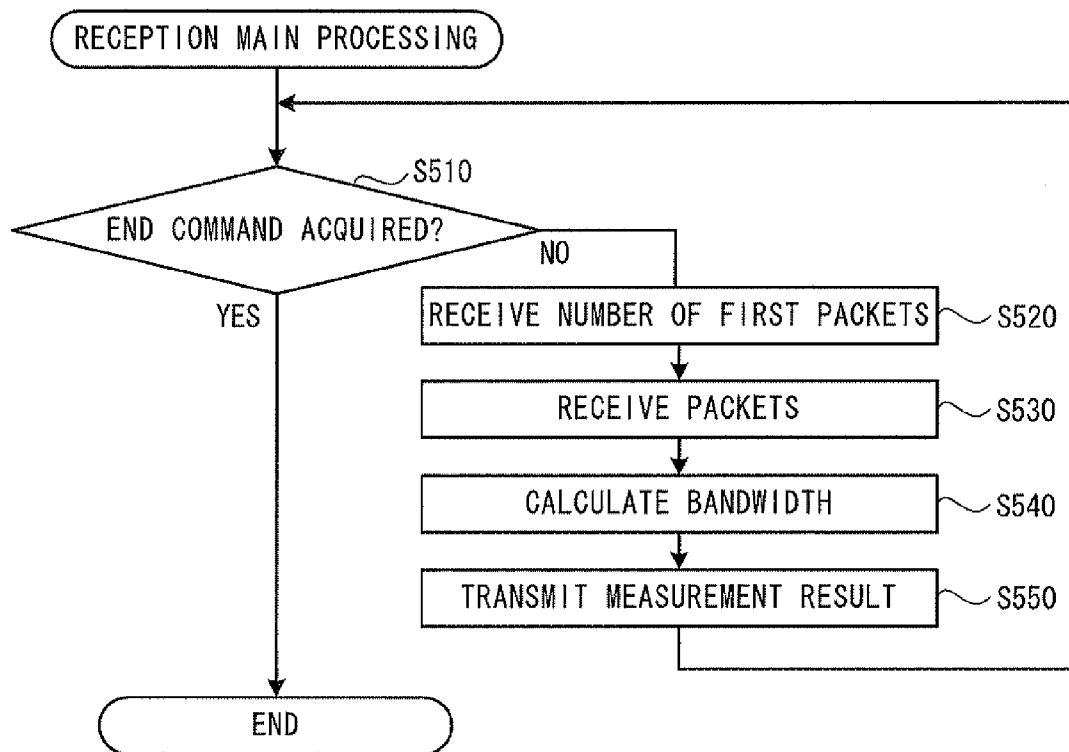 RECEPTION MAIN PROCESSING
S510
END COMMAND ACQUIRED?
NO
YES
RECEIVE NUMBER OF FIRST PACKETS
S520
RECEIVE PACKETS
S530
CALCULATE BANDWIDTH
S540
TRANSMIT MEASUREMENT RESULT
S550
END